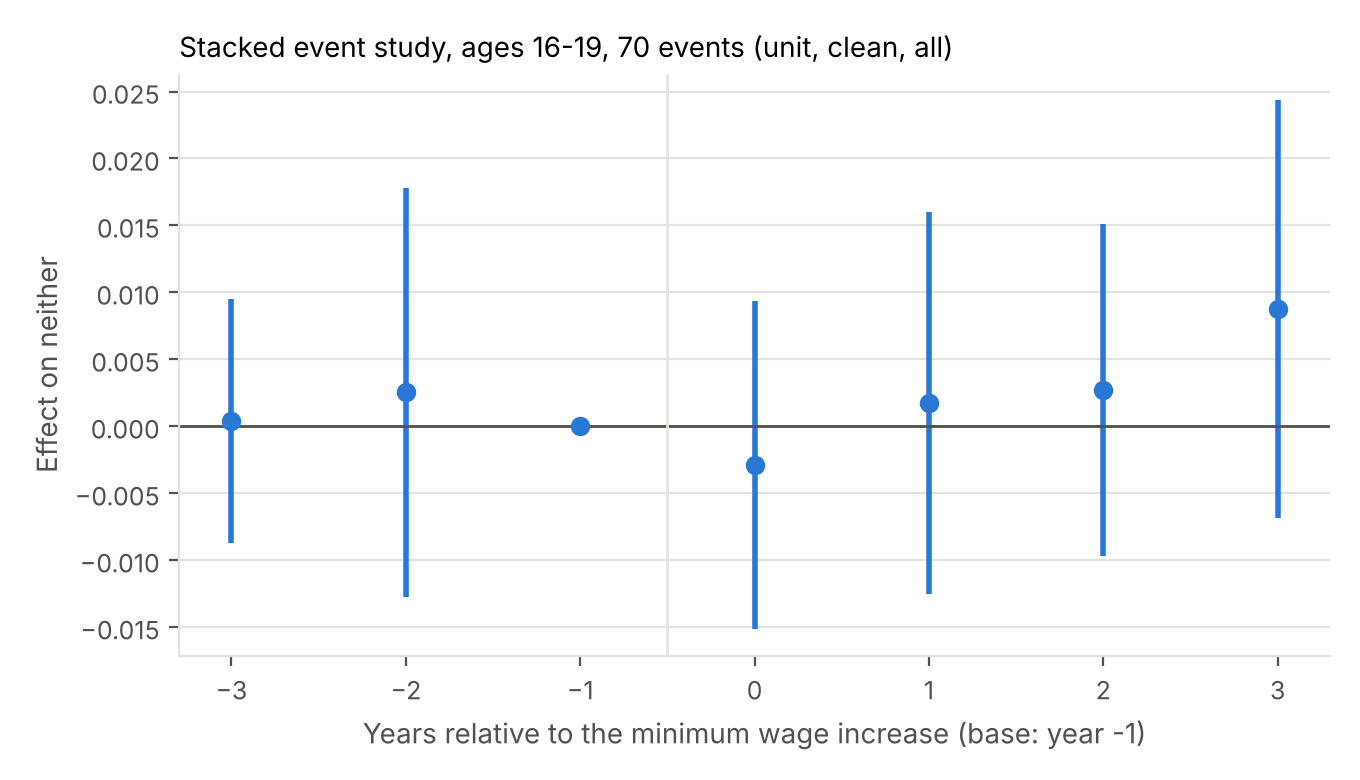 Stacked event study, ages 16-19, 70 events (unit, clean, all)
Effect on neither
0.025
0.020
0.015
0.010
0.005
0.000
−0.005
−0.010
−0.015
−3 −2 −1 0 1 2 3
Years relative to the minimum wage increase (base: year -1)